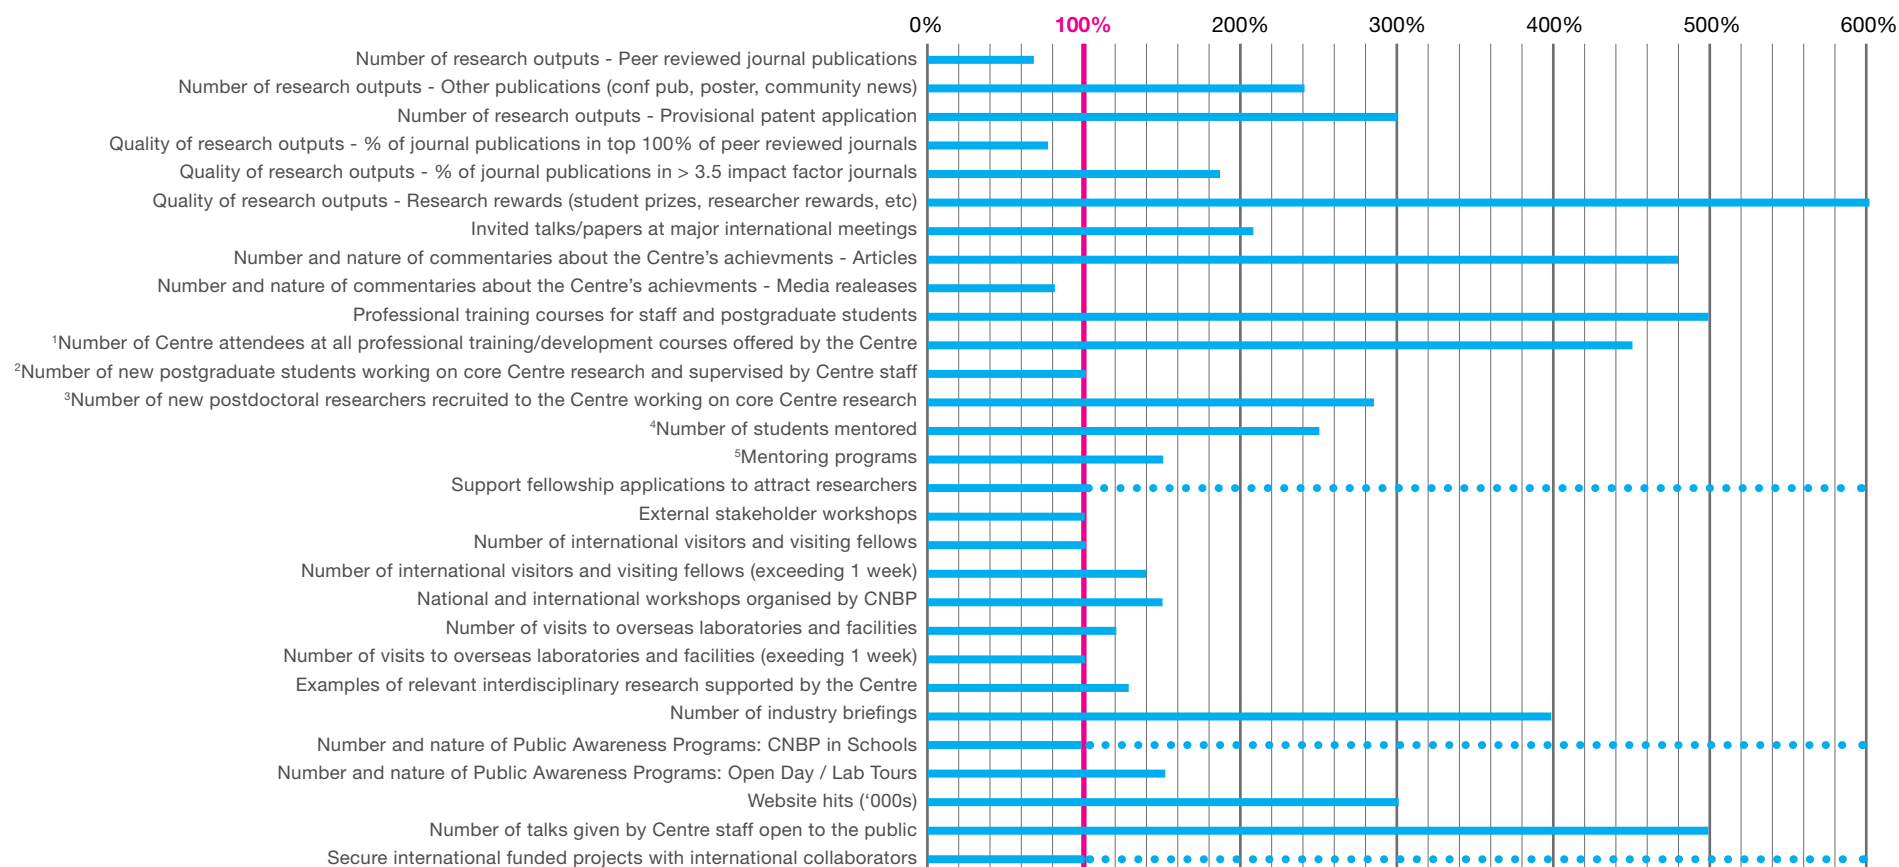 0% 100% 200% 300% 400% 500% 600%
Number of research outputs - Peer reviewed journal publications
Number of research outputs - Other publications (conf pub, poster, community news)
Number of research outputs - Provisional patent application
Quality of research outputs - % of journal publications in top 100% of peer reviewed journals
Quality of research outputs - % of journal publications in > 3.5 impact factor journals
Quality of research outputs - Research rewards (student prizes, researcher rewards, etc)
Invited talks/papers at major international meetings
Number and nature of commentaries about the Centre’s achievments - Articles
Number and nature of commentaries about the Centre’s achievments - Media realeases
Professional training courses for staff and postgraduate students
¹Number of Centre attendees at all professional training/development courses offered by the Centre
²Number of new postgraduate students working on core Centre research and supervised by Centre staff
³Number of new postdoctoral researchers recruited to the Centre working on core Centre research
⁴Number of students mentored
⁵Mentoring programs
Support fellowship applications to attract researchers
External stakeholder workshops
Number of international visitors and visiting fellows
Number of international visitors and visiting fellows (exceeding 1 week)
National and international workshops organised by CNBP
Number of visits to overseas laboratories and facilities
Number of visits to overseas laboratories and facilities (exeeding 1 week)
Examples of relevant interdisciplinary research supported by the Centre
Number of industry briefings
Number and nature of Public Awareness Programs: CNBP in Schools
Number and nature of Public Awareness Programs: Open Day / Lab Tours
Website hits (‘000s)
Number of talks given by Centre staff open to the public
Secure international funded projects with international collaborators